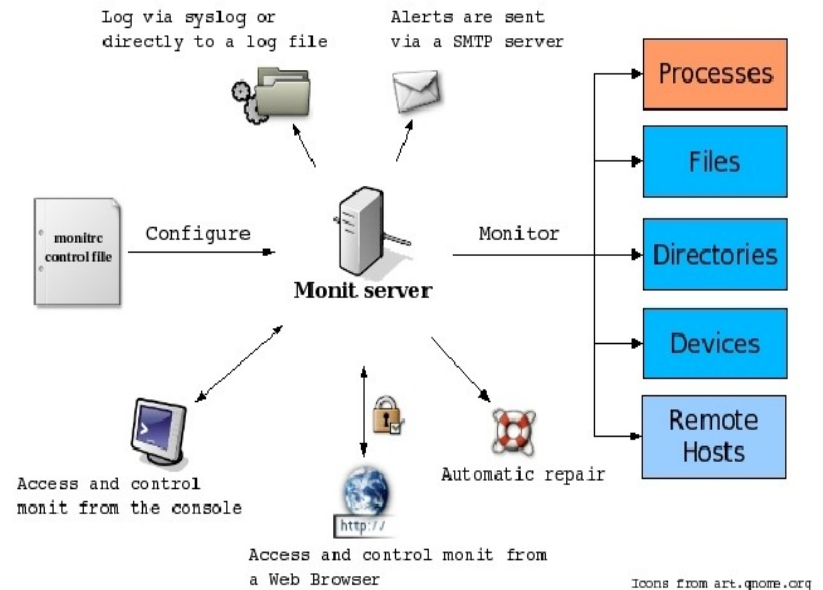 Log via syslog or
directly to a log file
Alerts are sent
via a SMTP server
Processes
Files
Directories
Devices
Remote
Hosts
monitrc
control file
Configure
Monitor
Monit server
Access and control
monit from the console
http://
Access and control monit from
a Web Browser
Automatic repair
Icons from art.gnome.org